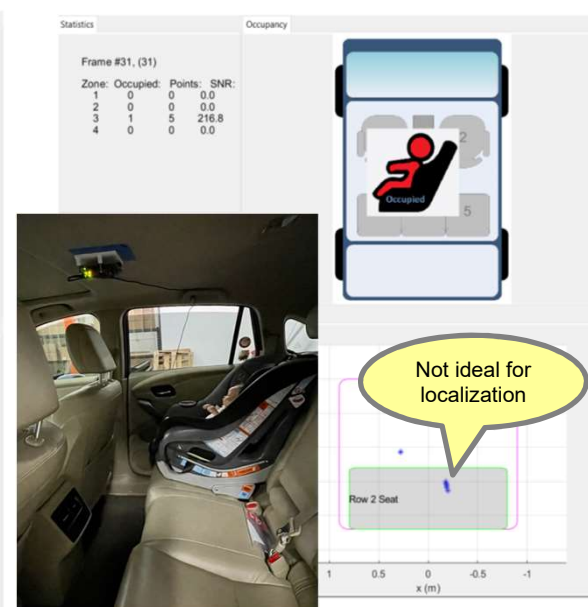 Statistics
Occupancy
Frame #31, (31)
Zone: Occupied: Points: SNR:
1 0 0 0.0
2 0 0 0.0
3 1 5 216.8
4 0 0 0.0
2
Occupied
5
Not ideal for
localization
Row 2 Seat
1 0.5 0 -0.5 -1
x (m)